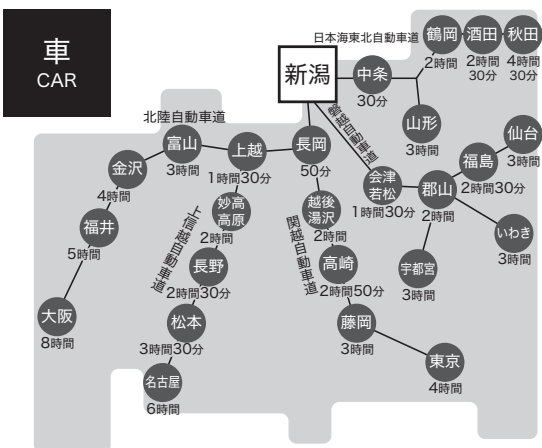 車
CAR
日本海東北自動車道
新潟
中条
30分
鶴岡
2時間
酒田
2時間
30分
秋田
4時間
30分
山形
3時間
磐越自動車道
会津
若松
1時間30分
郡山
2時間
福島
2時間30分
仙台
3時間
いわき
3時間
宇都宮
3時間
北陸自動車道
長岡
50分
上越
1時間30分
富山
3時間
金沢
4時間
福井
5時間
大阪
8時間
上信越自動車道
妙高
高原
2時間
長野
2時間30分
松本
3時間30分
名古屋
6時間
関越自動車道
越後
湯沢
2時間
高崎
2時間50分
藤岡
3時間
東京
4時間